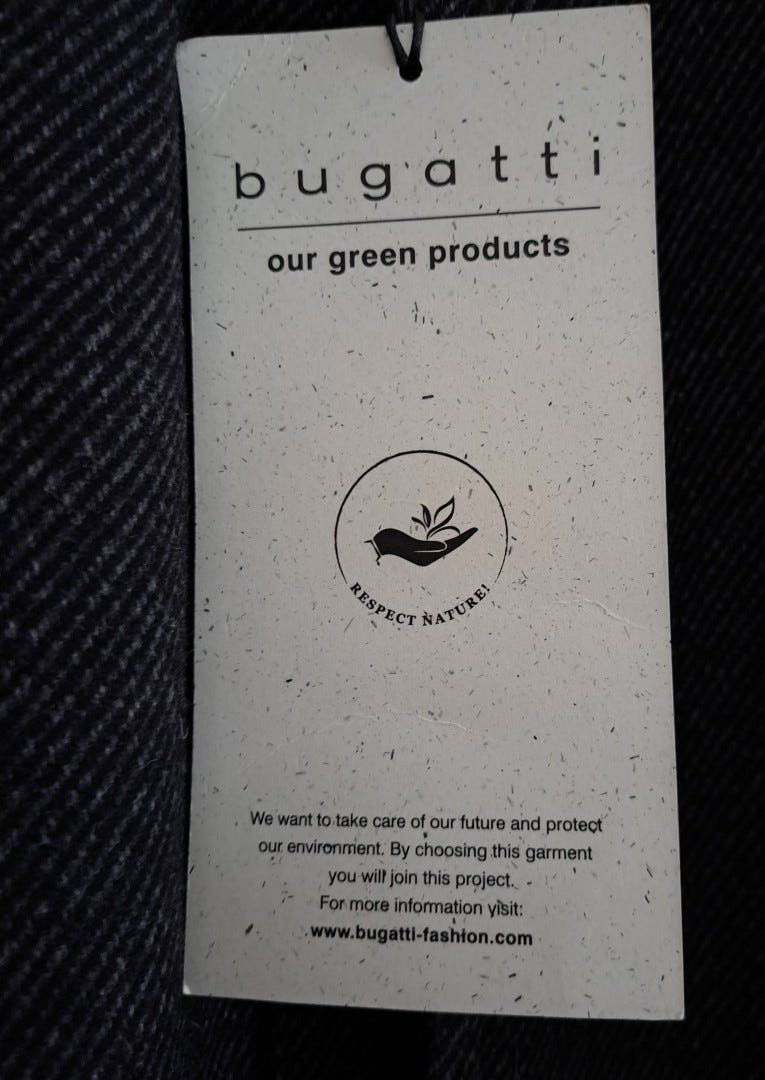 bugatti
our green products
RESPECT NATURE!
We want to take care of our future and protect
our environment. By choosing this garment
you will join this project.
For more information visit:
www.bugatti-fashion.com